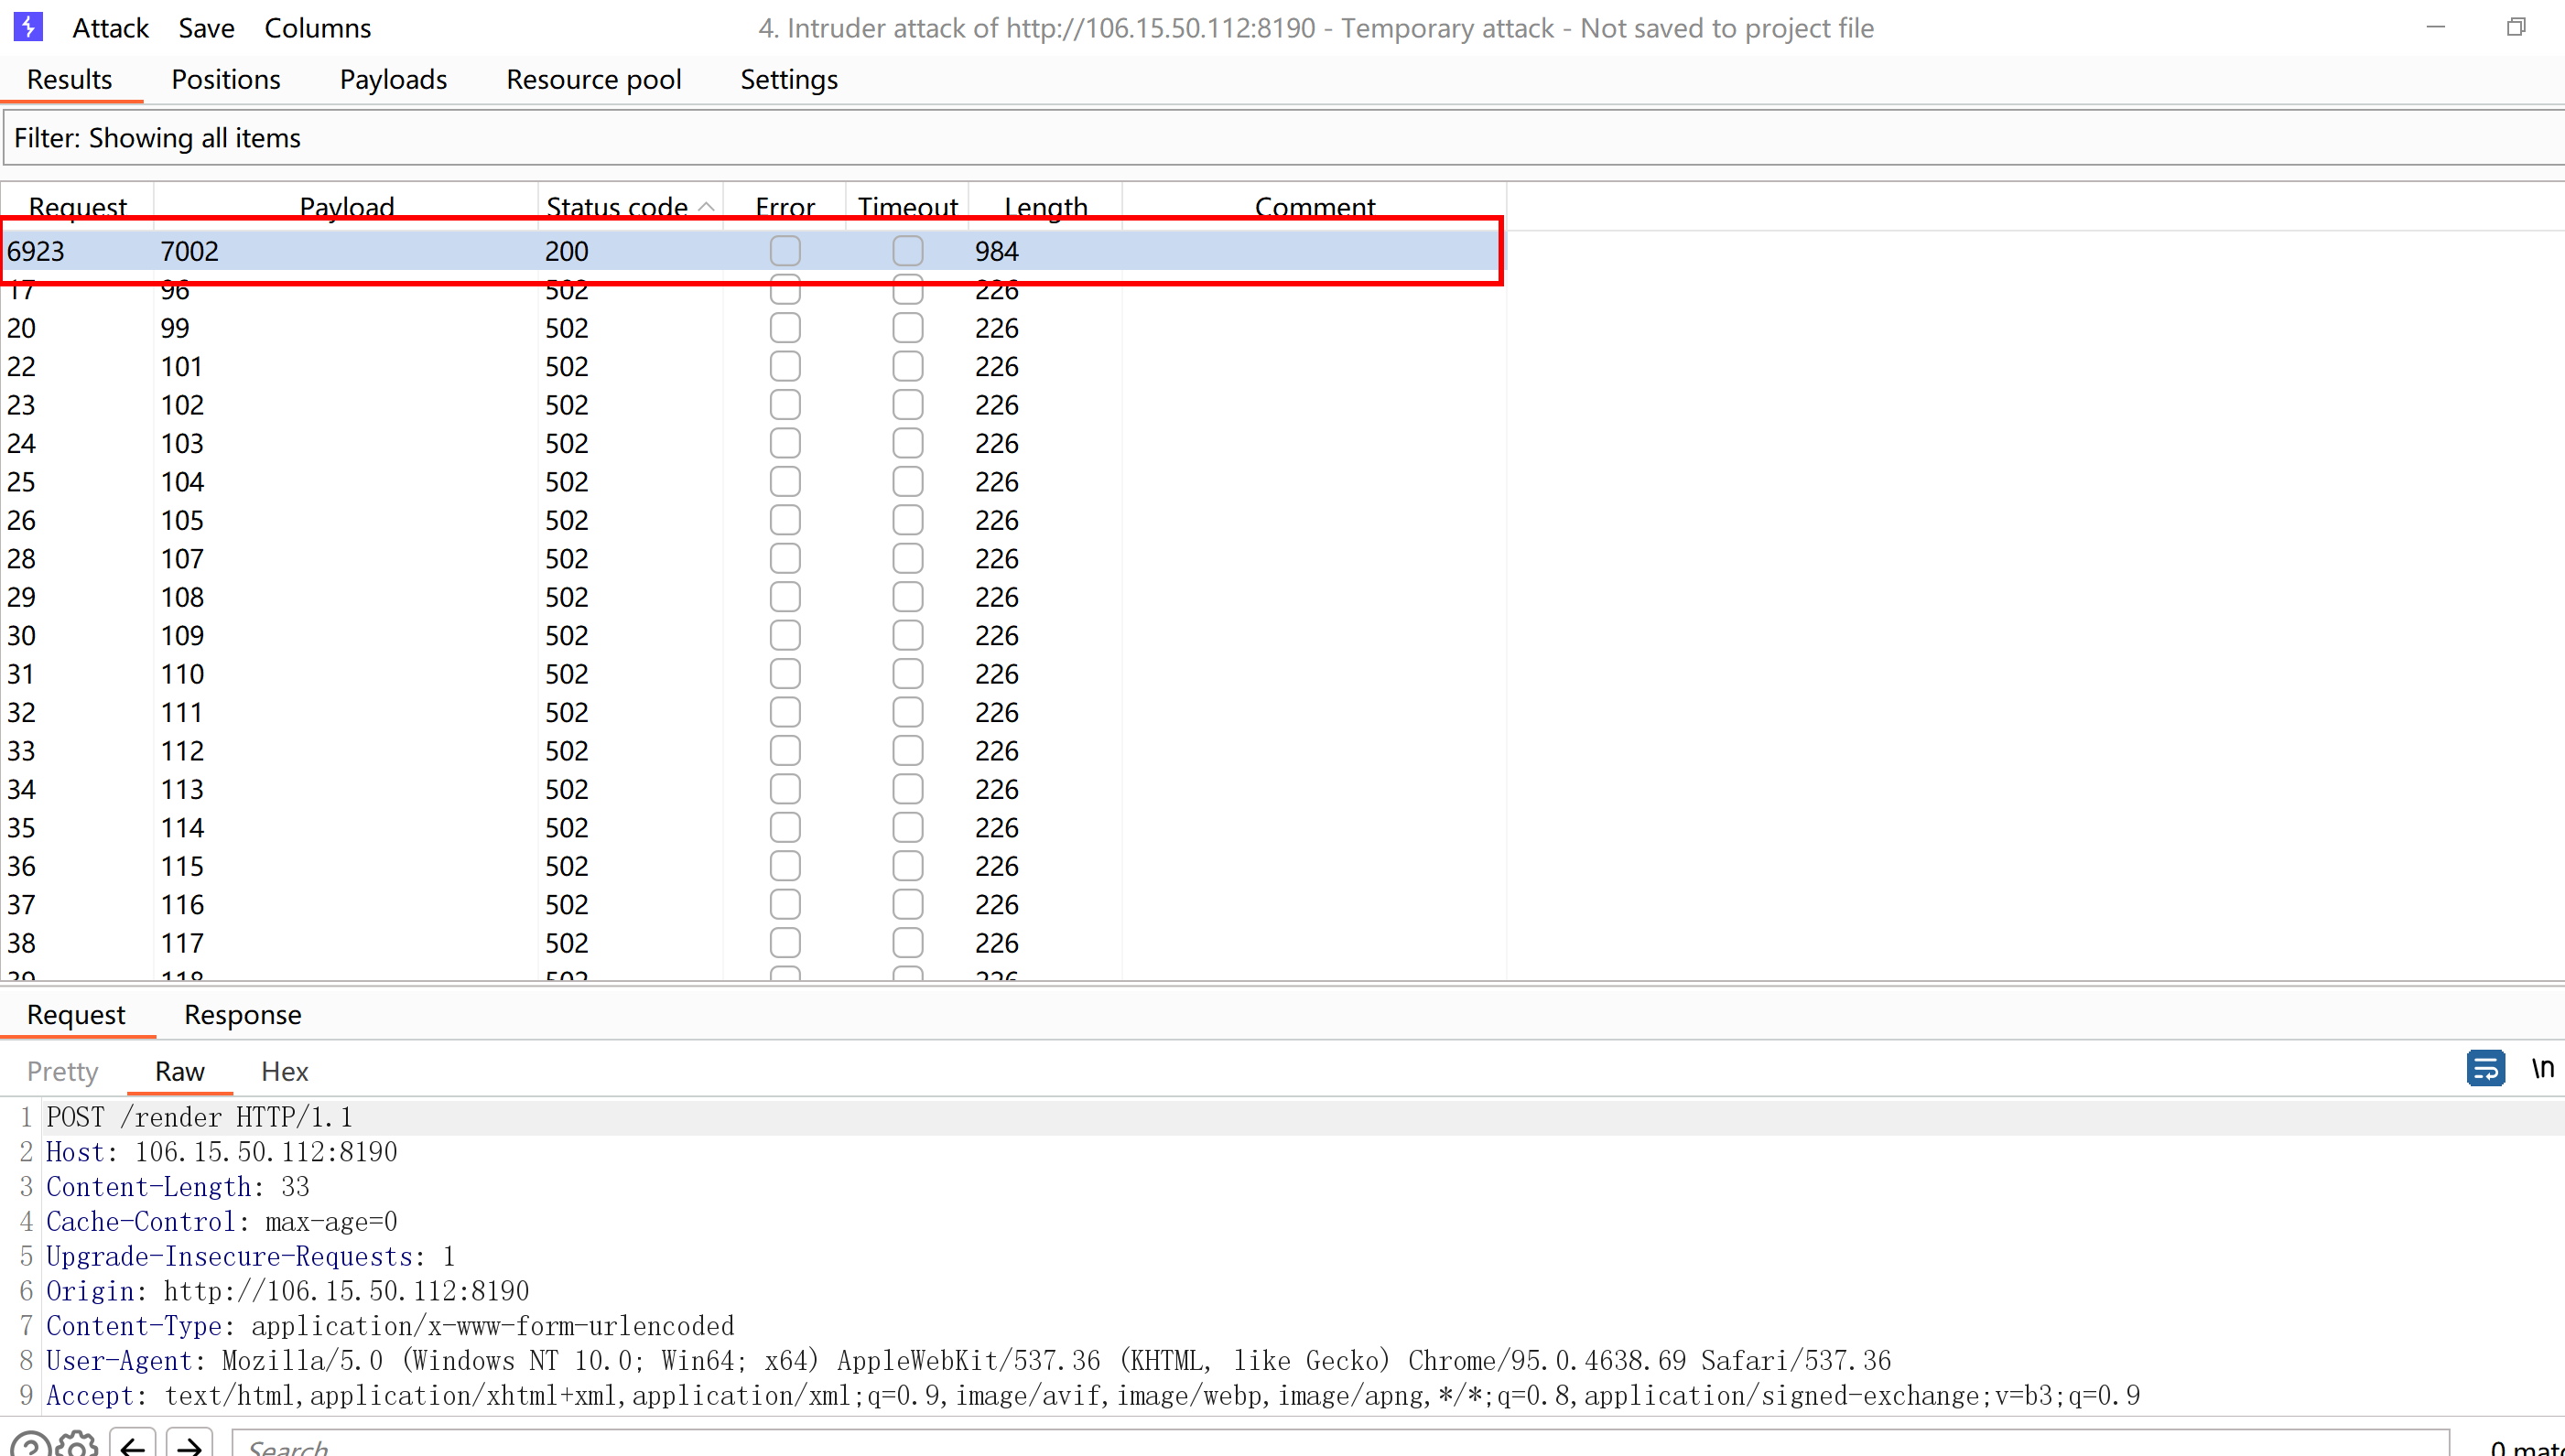 Attack Save Columns 4. Intruder attack of http://106.15.50.112:8190 - Temporary attack - Not saved to project file
Results Positions Payloads Resource pool Settings
Filter: Showing all items
Request Payload Status code Error Timeout Length Comment
6923 7002 200 984
17 96 502 226
20 99 502 226
22 101 502 226
23 102 502 226
24 103 502 226
25 104 502 226
26 105 502 226
28 107 502 226
29 108 502 226
30 109 502 226
31 110 502 226
32 111 502 226
33 112 502 226
34 113 502 226
35 114 502 226
36 115 502 226
37 116 502 226
38 117 502 226
39 118 502 226
Request Response
Pretty Raw Hex \n
1 POST /render HTTP/1.1
2 Host: 106.15.50.112:8190
3 Content-Length: 33
4 Cache-Control: max-age=0
5 Upgrade-Insecure-Requests: 1
6 Origin: http://106.15.50.112:8190
7 Content-Type: application/x-www-form-urlencoded
8 User-Agent: Mozilla/5.0 (Windows NT 10.0; Win64; x64) AppleWebKit/537.36 (KHTML, like Gecko) Chrome/95.0.4638.69 Safari/537.36
9 Accept: text/html,application/xhtml+xml,application/xml;q=0.9,image/avif,image/webp,image/apng,*/*;q=0.8,application/signed-exchange;v=b3;q=0.9
Search 0